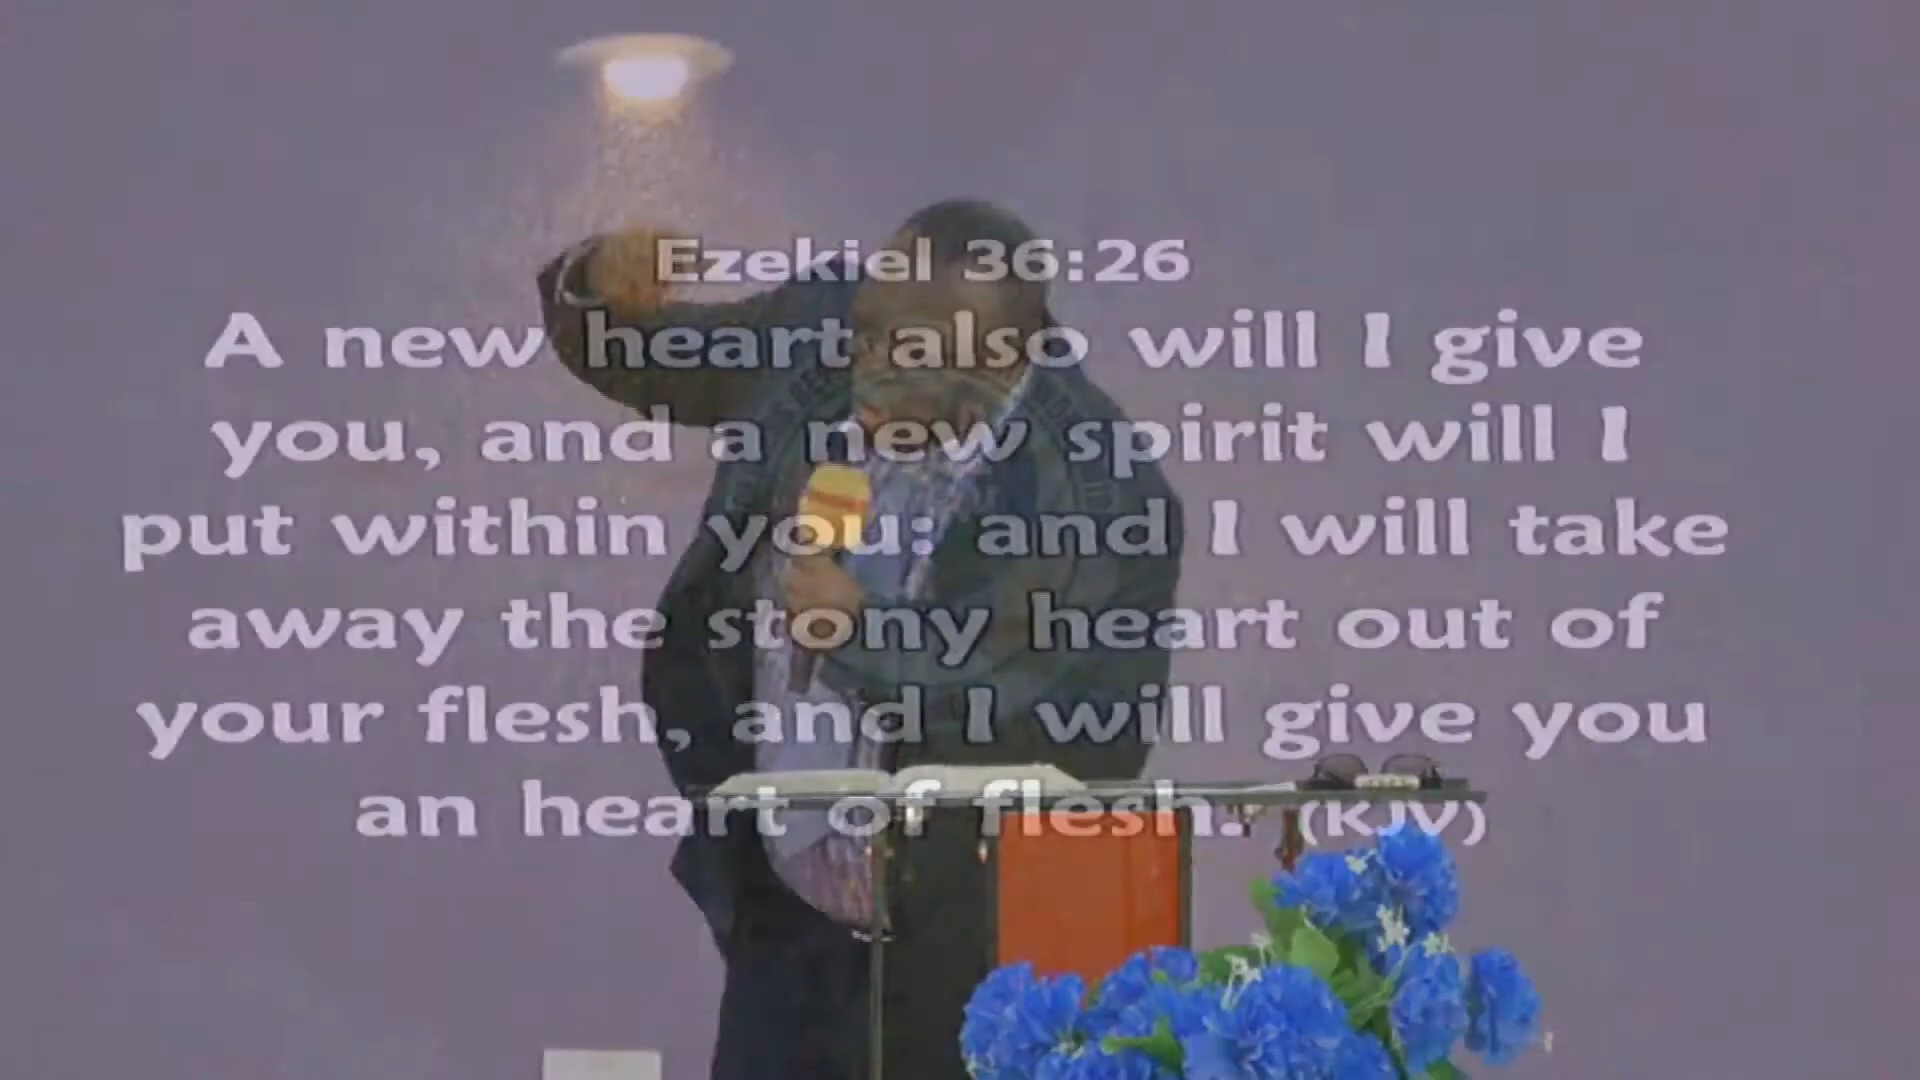 Ezekiel 36:26
A new heart also will I give
you, and a new spirit will I
put within you: and I will take
away the stony heart out of
your flesh, and I will give you
an heart of flesh. (KJV)